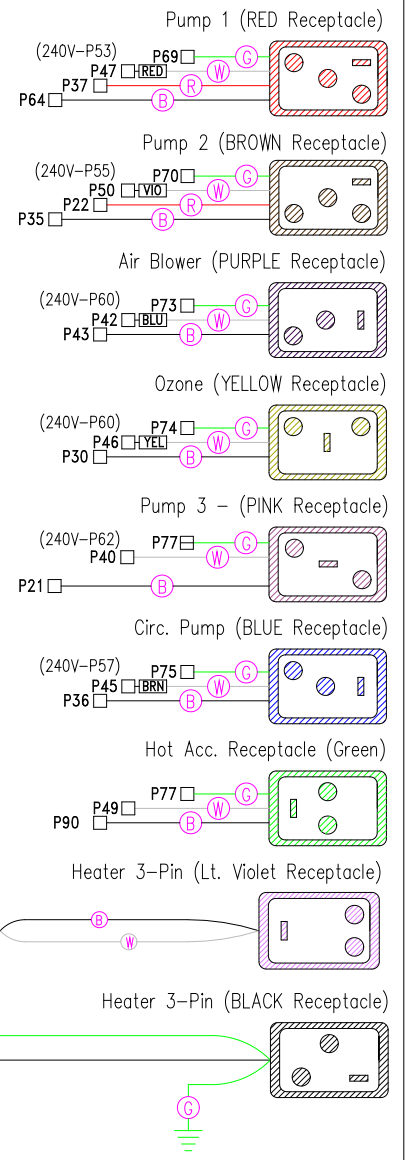 Pump 1 (RED Receptacle)
(240V-P53)
P69 G
P47 RED W
P37 R
P64 B
Pump 2 (BROWN Receptacle)
(240V-P55)
P70 G
P50 VIO W
P22 R
P35 B
Air Blower (PURPLE Receptacle)
(240V-P60)
P73 G
P42 BLU W
P43 B
Ozone (YELLOW Receptacle)
(240V-P60)
P74 G
P46 YEL W
P30 B
Pump 3 - (PINK Receptacle)
(240V-P62)
P77 G
P40 W
P21 B
Circ. Pump (BLUE Receptacle)
(240V-P57)
P75 G
P45 BRN W
P36 B
Hot Acc. Receptacle (Green)
P77 G
P49 W
P90 B
Heater 3-Pin (Lt. Violet Receptacle)
B
W
Heater 3-Pin (BLACK Receptacle)
G